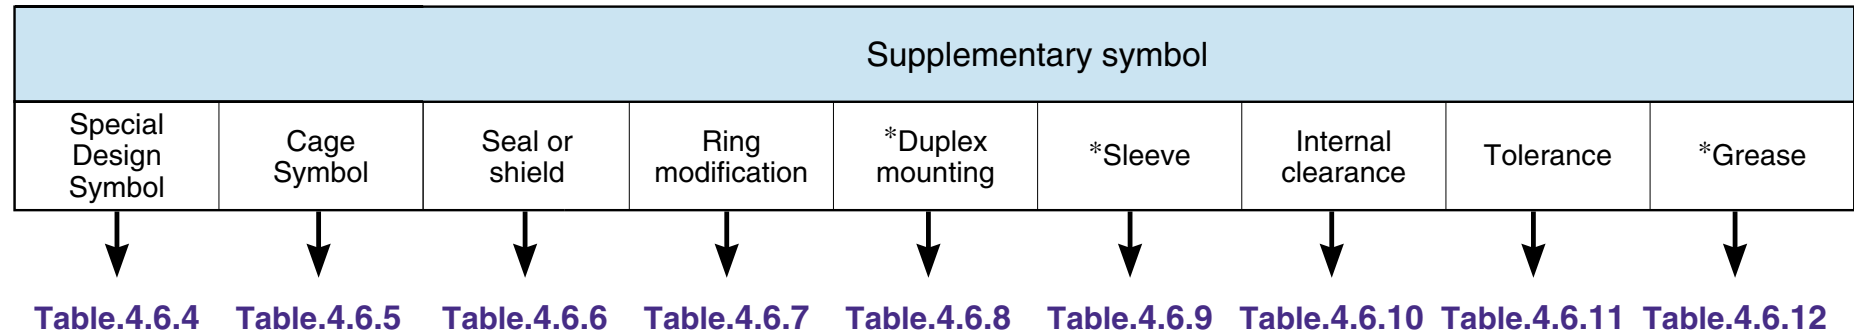 Supplementary symbol
Special
Design
Symbol
Cage
Symbol
Seal or
shield
Ring
modification
*Duplex
mounting
*Sleeve
Internal
clearance
Tolerance
*Grease
Table.4.6.4
Table.4.6.5
Table.4.6.6
Table.4.6.7
Table.4.6.8
Table.4.6.9
Table.4.6.10
Table.4.6.11
Table.4.6.12